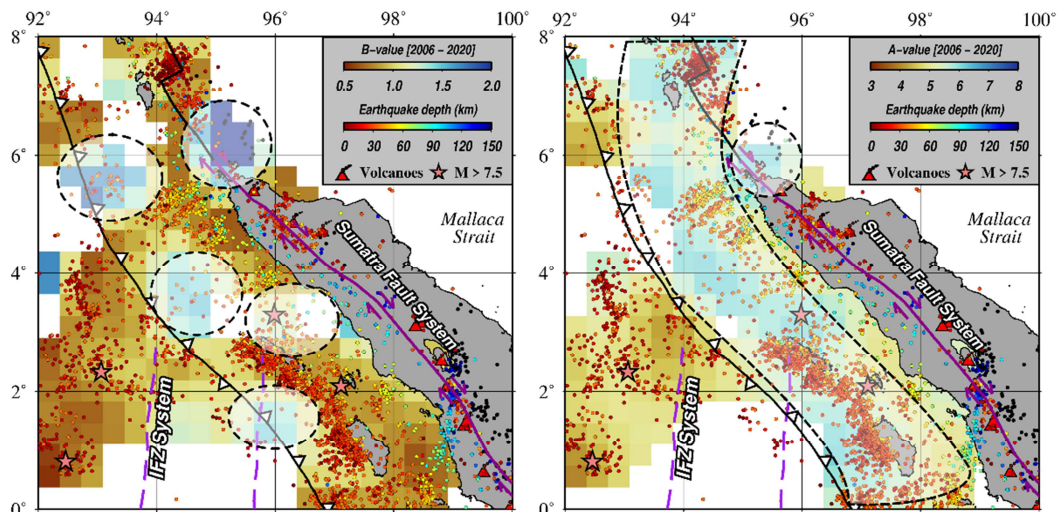 92°
94°
96°
98°
100°
8°
6°
4°
2°
0°
B-value [2006 – 2020]
0.5 1.0 1.5 2.0
Earthquake depth (km)
0 30 60 90 120 150
Volcanoes M > 7.5
Mallaca
Strait
Sumatra Fault System
IFZ System
92°
94°
96°
98°
100°
8°
6°
4°
2°
0°
A-value [2006 – 2020]
3 4 5 6 7 8
Earthquake depth (km)
0 30 60 90 120 150
Volcanoes M > 7.5
Mallaca
Strait
Sumatra Fault System
IFZ System